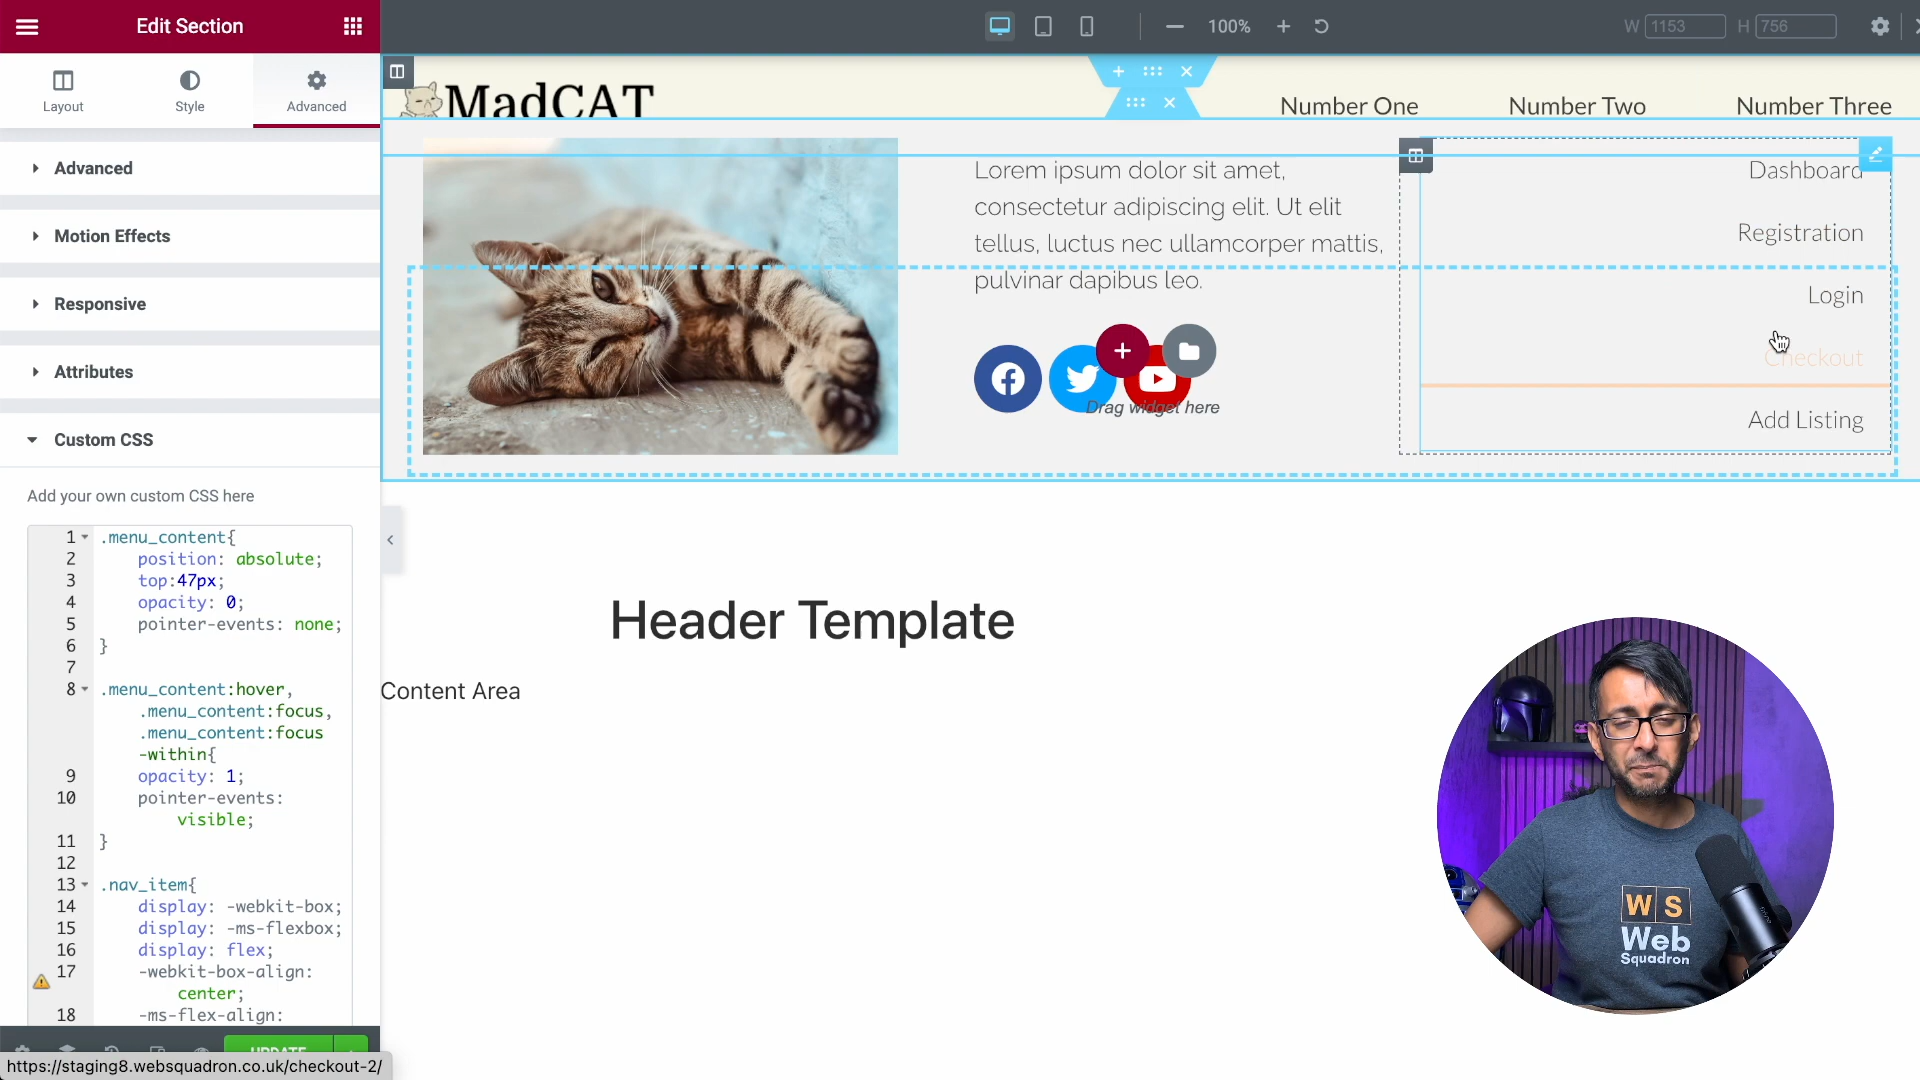 Edit Section
100%
W 1153 H 756
Layout
Style
Advanced
MadCAT
Number One
Number Two
Number Three
Advanced
Motion Effects
Responsive
Attributes
Custom CSS
Add your own custom CSS here
1 .menu_content{
2 position: absolute;
3 top:47px;
4 opacity: 0;
5 pointer-events: none;
6 }
7
8 .menu_content:hover,
.menu_content:focus,
.menu_content:focus
-within{
9 opacity: 1;
10 pointer-events:
visible;
11 }
12
13 .nav_item{
14 display: -webkit-box;
15 display: -ms-flexbox;
16 display: flex;
17 -webkit-box-align:
center;
18 -ms-flex-align:
UPDATE
https://staging8.websquadron.co.uk/checkout-2/
Lorem ipsum dolor sit amet,
consectetur adipiscing elit. Ut elit
tellus, luctus nec ullamcorper mattis,
pulvinar dapibus leo.
Drag widget here
Dashboard
Registration
Login
Checkout
Add Listing
Header Template
Content Area
W S
Web
Squadron